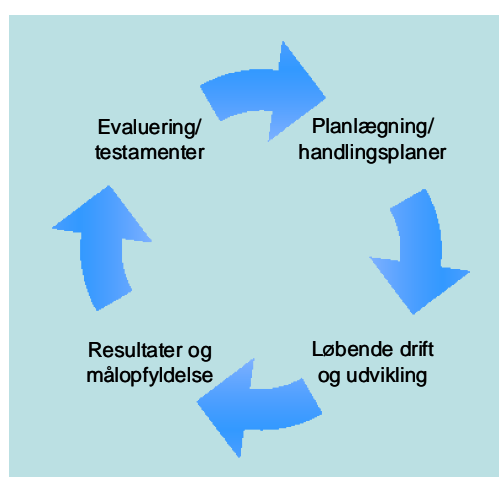 Evaluering/
testamenter
Planlægning/
handlingsplaner
Løbende drift
og udvikling
Resultater og
målopfyldelse